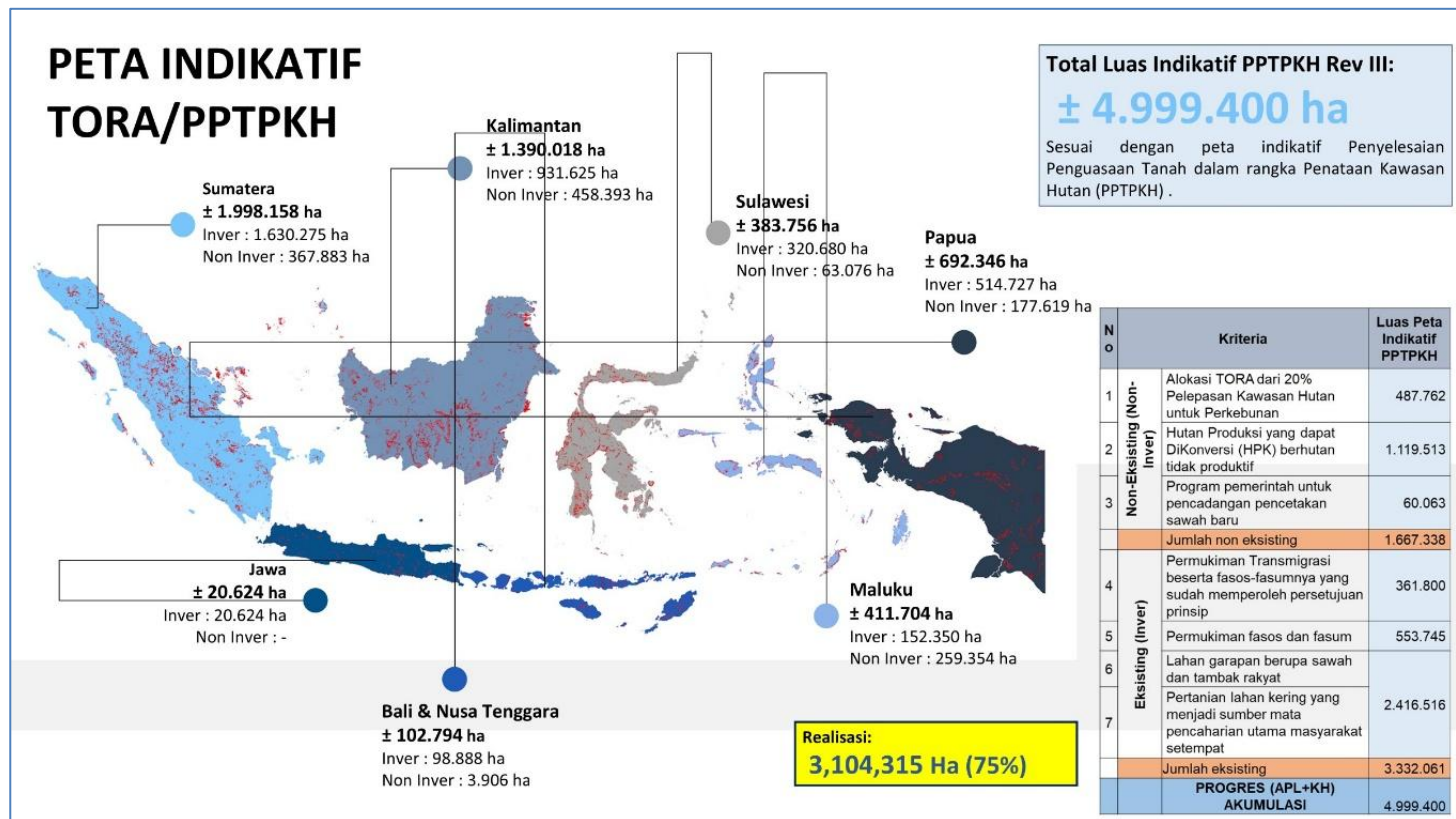 PETA INDIKATIF
TORA/PPTPKH
Total Luas Indikatif PPTPKH Rev III:
± 4.999.400 ha
Sesuai dengan peta indikatif Penyelesaian
Penguasaan Tanah dalam rangka Penataan Kawasan
Hutan (PPTPKH) .
Kalimantan
± 1.390.018 ha
Inver : 931.625 ha
Non Inver : 458.393 ha
Sumatera
± 1.998.158 ha
Inver : 1.630.275 ha
Non Inver : 367.883 ha
Sulawesi
± 383.756 ha
Inver : 320.680 ha
Non Inver : 63.076 ha
Papua
± 692.346 ha
Inver : 514.727 ha
Non Inver : 177.619 ha
Jawa
± 20.624 ha
Inver : 20.624 ha
Non Inver : -
Maluku
± 411.704 ha
Inver : 152.350 ha
Non Inver : 259.354 ha
Bali & Nusa Tenggara
± 102.794 ha
Inver : 98.888 ha
Non Inver : 3.906 ha
Realisasi:
3,104,315 Ha (75%)
N
o
Kriteria
Luas Peta
Indikatif
PPTPKH
Non-Eksisting (Non-
Inver)
1
Alokasi TORA dari 20%
Pelepasan Kawasan Hutan
untuk Perkebunan
487.762
2
Hutan Produksi yang dapat
DiKonversi (HPK) berhutan
tidak produktif
1.119.513
3
Program pemerintah untuk
pencadangan pencetakan
sawah baru
60.063
Jumlah non eksisting
1.667.338
Eksisting (Inver)
4
Permukiman Transmigrasi
beserta fasos-fasumnya yang
sudah memperoleh persetujuan
prinsip
361.800
5
Permukiman fasos dan fasum
553.745
6
Lahan garapan berupa sawah
dan tambak rakyat
7
Pertanian lahan kering yang
menjadi sumber mata
pencaharian utama masyarakat
setempat
2.416.516
Jumlah eksisting
3.332.061
PROGRES (APL+KH)
AKUMULASI
4.999.400